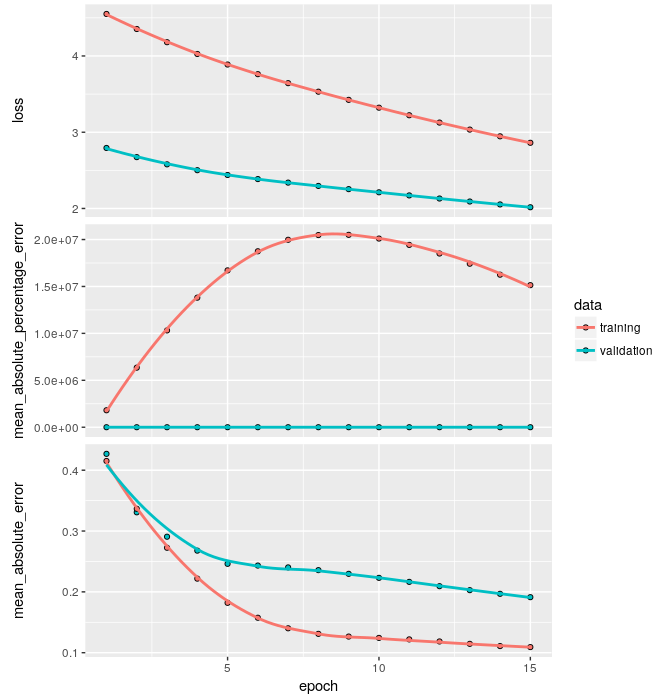 loss
4
3
2
mean_absolute_percentage_error
2.0e+07
1.5e+07
1.0e+07
5.0e+06
0.0e+00
mean_absolute_error
0.4
0.3
0.2
0.1
5 10 15
epoch
data
training
validation